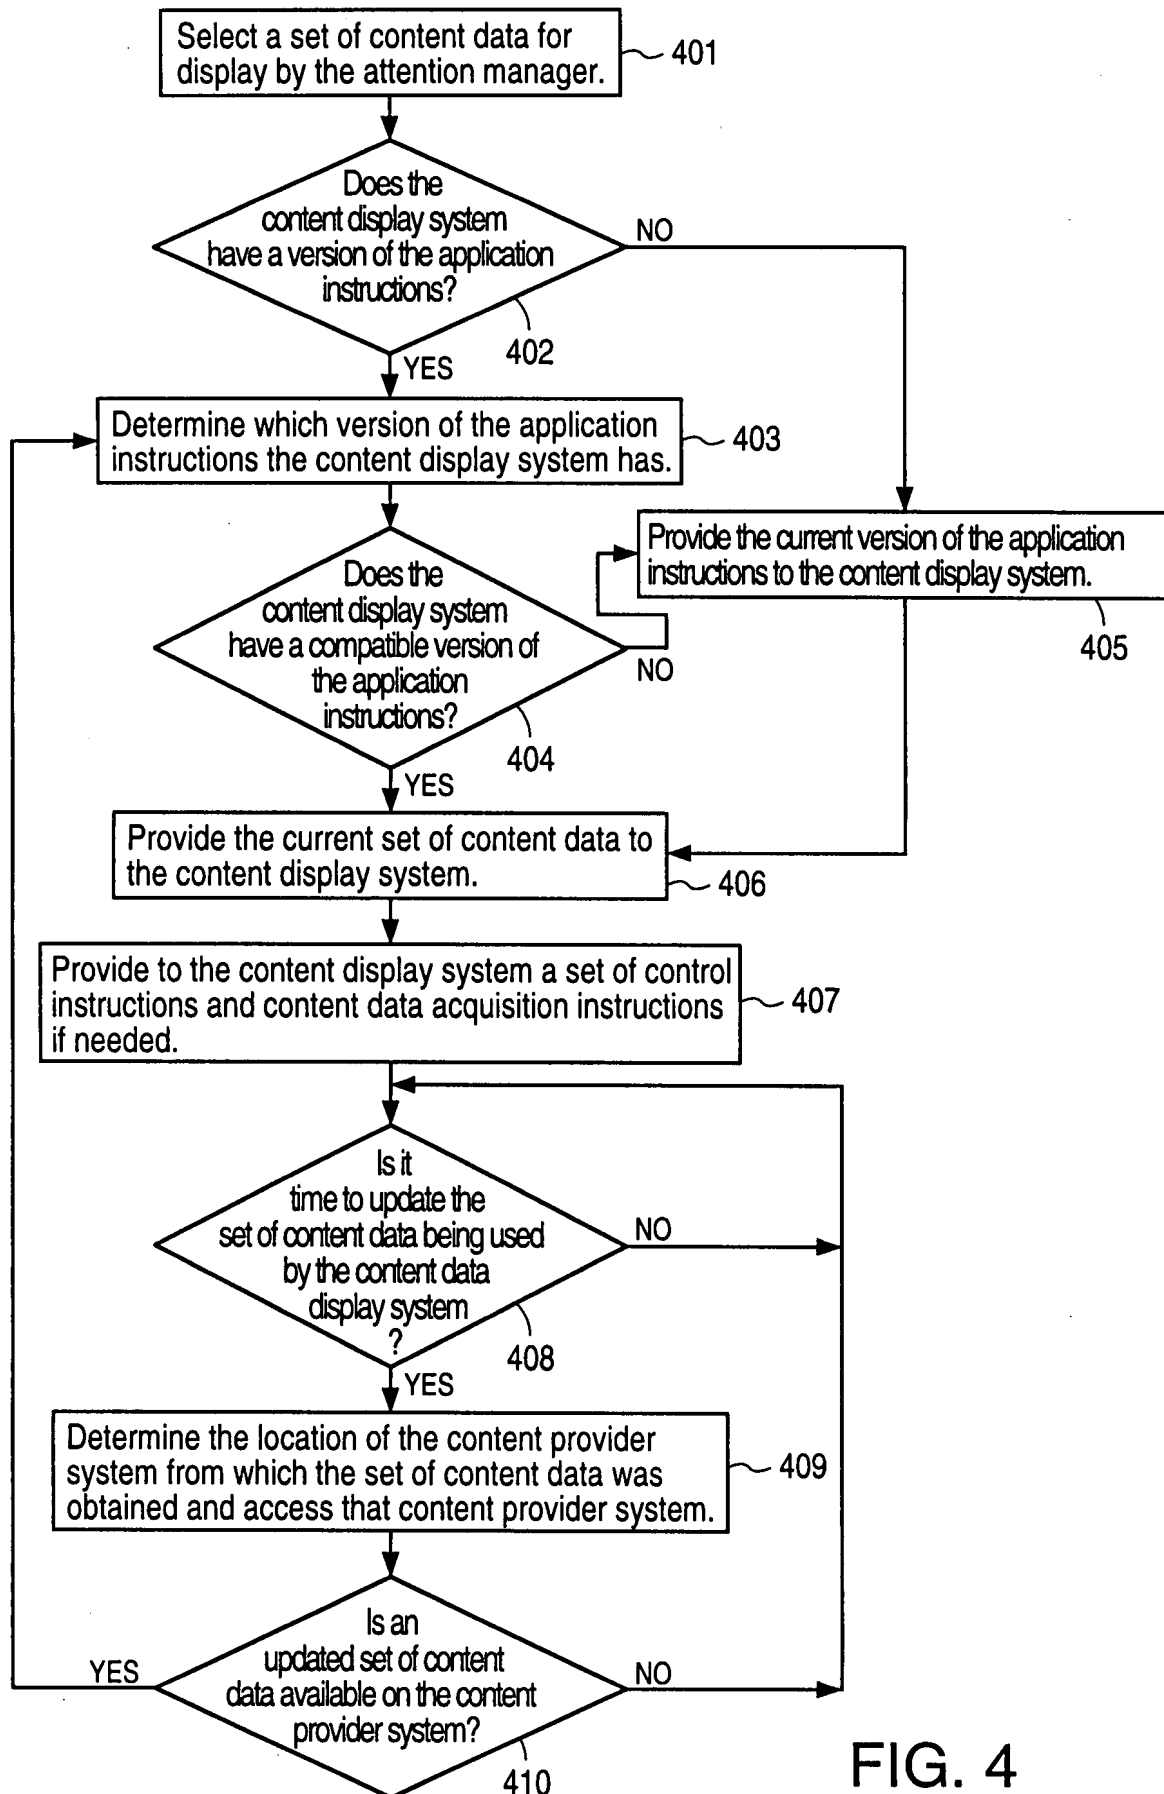 Select a set of content data for
display by the attention manager.
401
Does the
content display system
have a version of the application
instructions?
NO
402
YES
Determine which version of the application
instructions the content display system has.
403
Provide the current version of the application
instructions to the content display system.
405
Does the
content display system
have a compatible version of
the application
instructions?
NO
404
YES
Provide the current set of content data to
the content display system.
406
Provide to the content display system a set of control
instructions and content data acquisition instructions
if needed.
407
Is it
time to update the
set of content data being used
by the content data
display system
?
NO
408
YES
Determine the location of the content provider
system from which the set of content data was
obtained and access that content provider system.
409
Is an
updated set of content
data available on the content
provider system?
YES
NO
410
FIG. 4